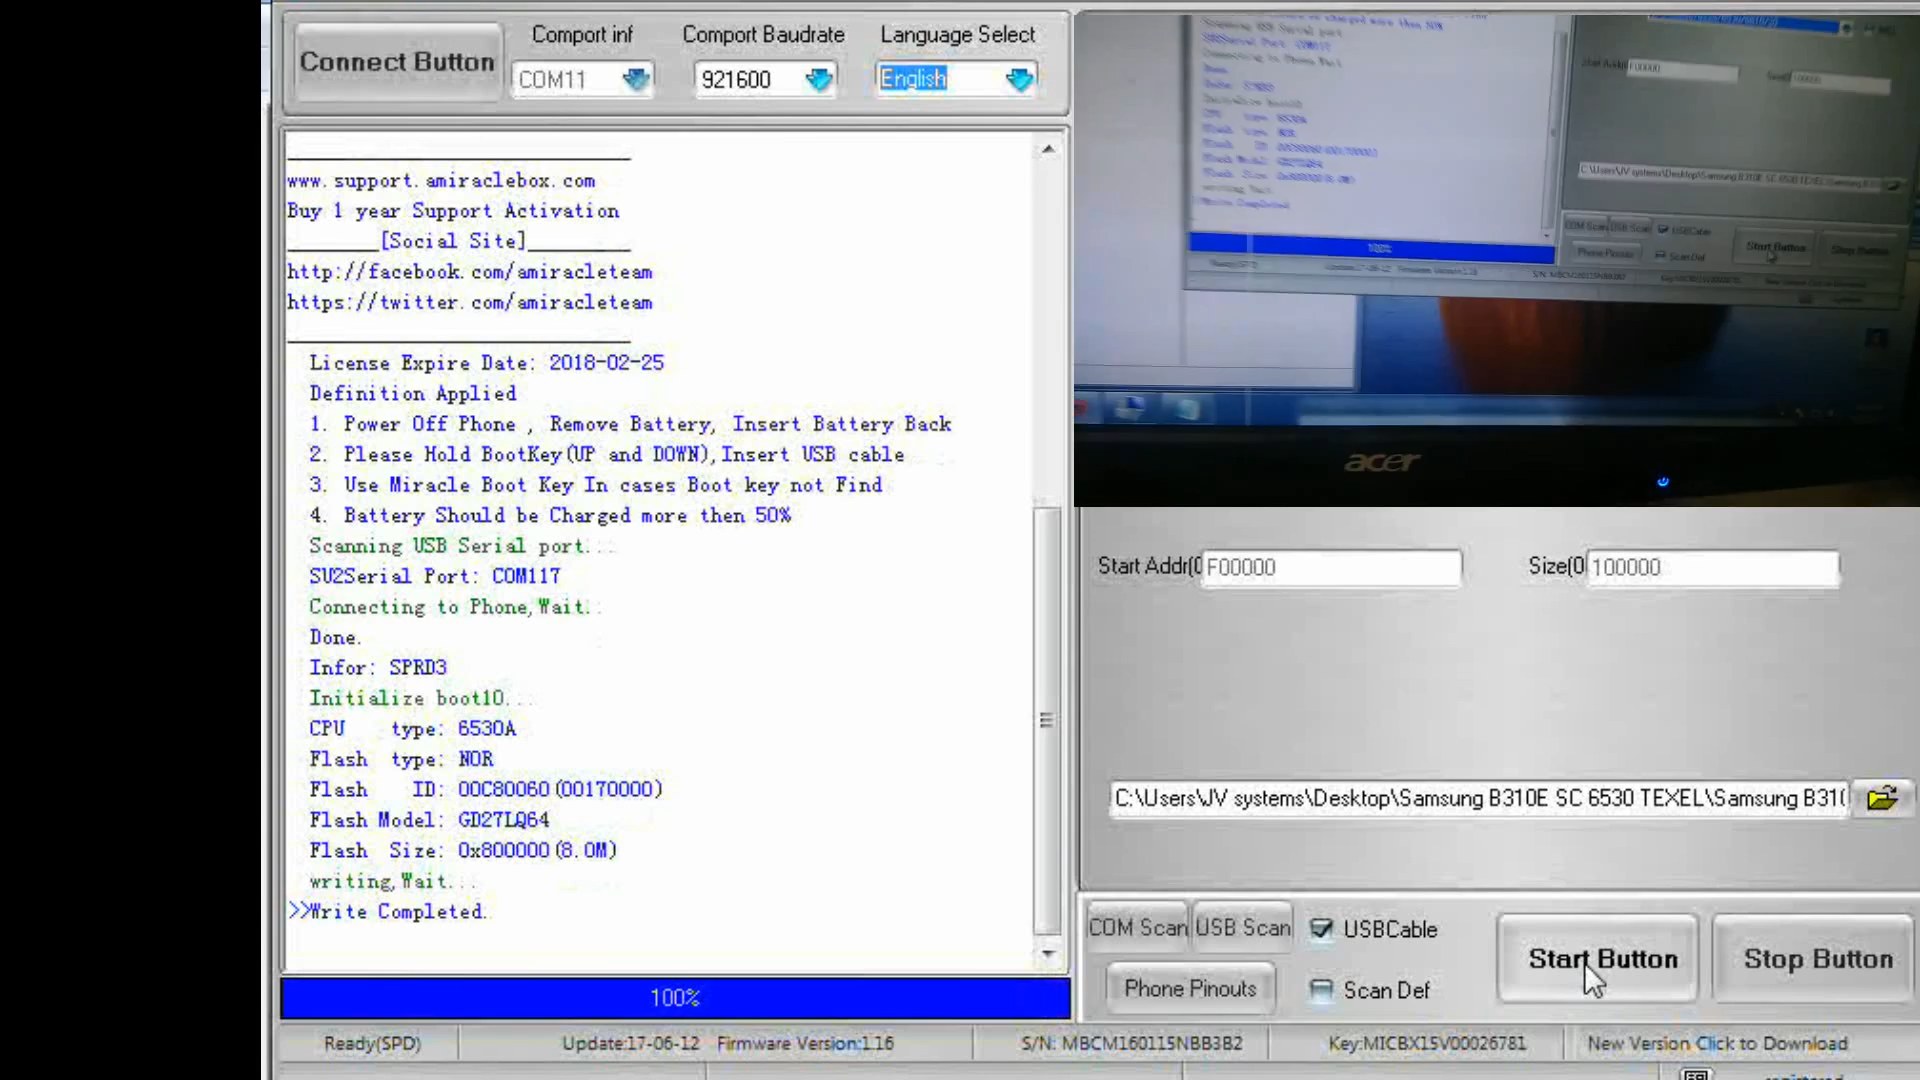 Connect Button
Comport inf
COM11
Comport Baudrate
921600
Language Select
English
www.support.amiraclebox.com
Buy 1 year Support Activation
________[Social Site]_________
http://facebook.com/amiracleteam
https://twitter.com/amiracleteam
License Expire Date: 2018-02-25
Definition Applied
1. Power Off Phone , Remove Battery, Insert Battery Back
2. Please Hold BootKey(UP and DOWN),Insert USB cable
3. Use Miracle Boot Key In cases Boot key not Find
4. Battery Should be Charged more then 50%
Scanning USB Serial port...
SU2Serial Port: COM117
Connecting to Phone,Wait..
Done.
Infor: SPRD3
Initialize boot10...
CPU type: 6530A
Flash type: NOR
Flash ID: 00C80060(00170000)
Flash Model: GD27LQ64
Flash Size: 0x800000(8.0M)
writing,Wait...
>>Write Completed.
100%
acer
Start Addr(0
F00000
Size(0
100000
C:\Users\JV systems\Desktop\Samsung B310E SC 6530 TEXEL\Samsung B310
COM Scan
USB Scan
USBCable
Phone Pinouts
Scan Def
Start Button
Stop Button
Ready(SPD)
Update:17-06-12
Firmware Version:1.16
S/N: MBCM160115NBB3B2
Key:MICBX15V00026781
New Version Click to Download